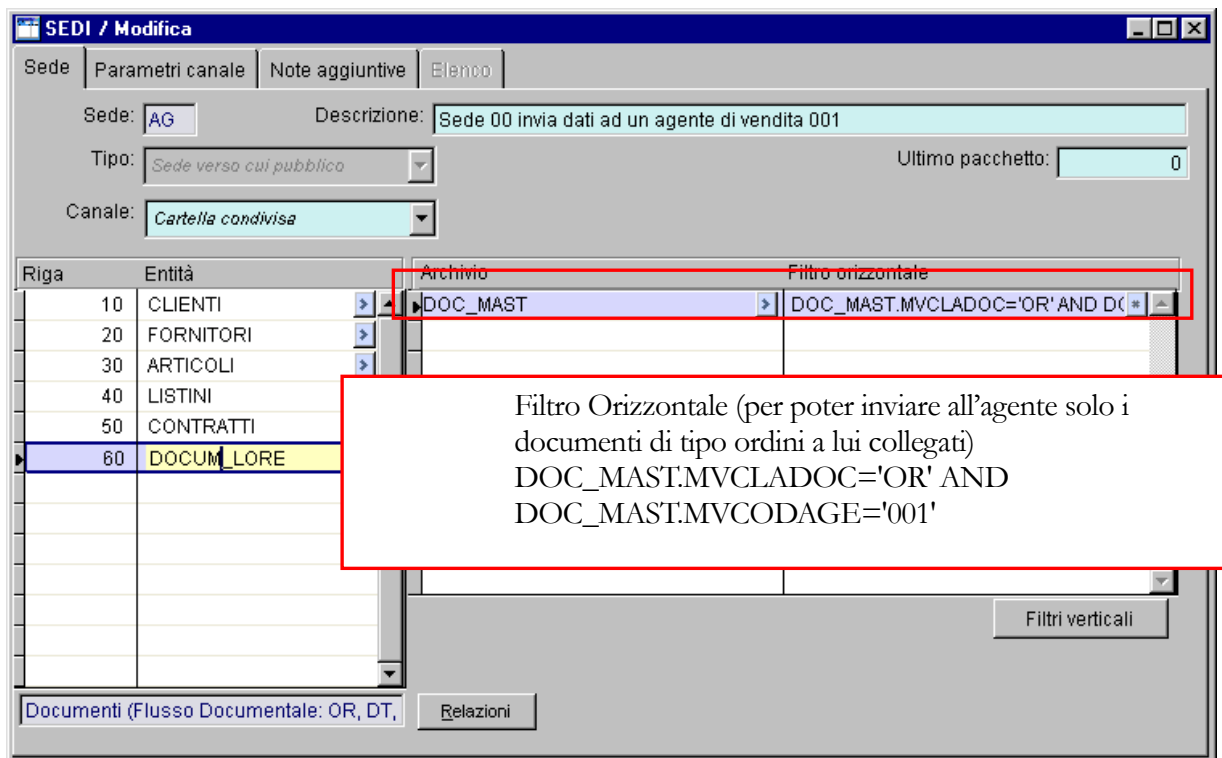 SEDI / Modifica
Sede Parametri canale Note aggiuntive Elenco
Sede: AG Descrizione: Sede 00 invia dati ad un agente di vendita 001
Tipo: Sede verso cui pubblico Ultimo pacchetto: 0
Canale: Cartella condivisa
Riga Entità Archivio Filtro orizzontale
10 CLIENTI DOC_MAST DOC_MAST.MVCLADOC='OR' AND DO
20 FORNITORI
30 ARTICOLI
40 LISTINI
50 CONTRATTI
60 DOCUM_LORE
Filtro Orizzontale (per poter inviare all'agente solo i
documenti di tipo ordini a lui collegati)
DOC_MAST.MVCLADOC='OR' AND
DOC_MAST.MVCODAGE='001'
Filtri verticali
Documenti (Flusso Documentale: OR, DT, Relazioni